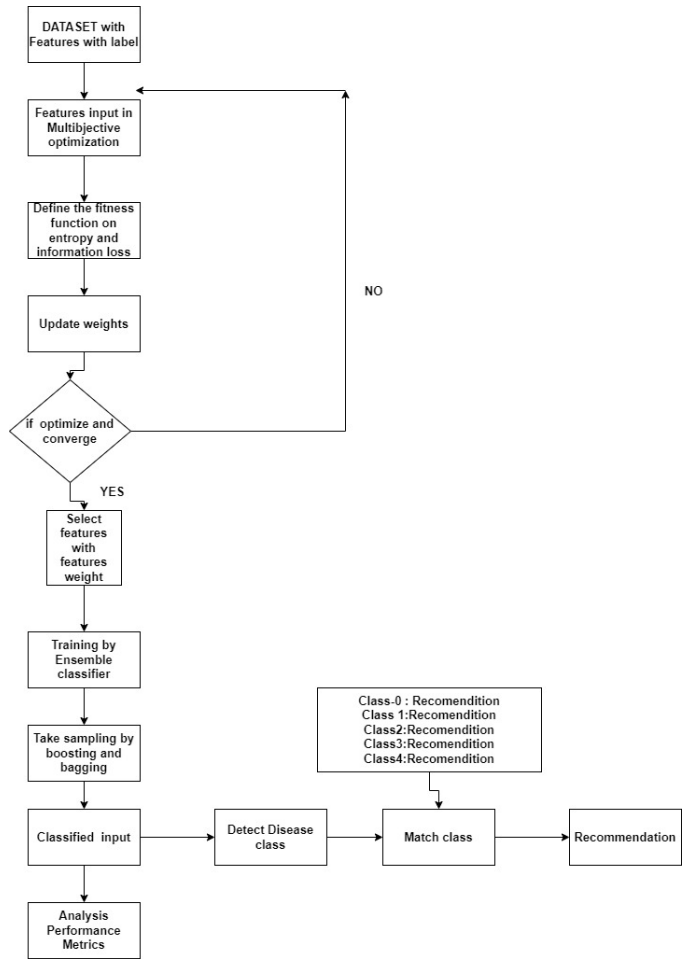 DATASET with
Features with label
Features input in
Multibjective
optimization
Define the fitness
function on
entropy and
information loss
NO
Update weights
if optimize and
converge
YES
Select
features
with
features
weight
Training by
Ensemble
classifier
Class-0 : Recomendition
Class 1:Recomendition
Class2:Recomendition
Class3:Recomendition
Class4:Recomendition
Take sampling by
boosting and
bagging
Classified input
Detect Disease
class
Match class
Recommendation
Analysis
Performance
Metrics